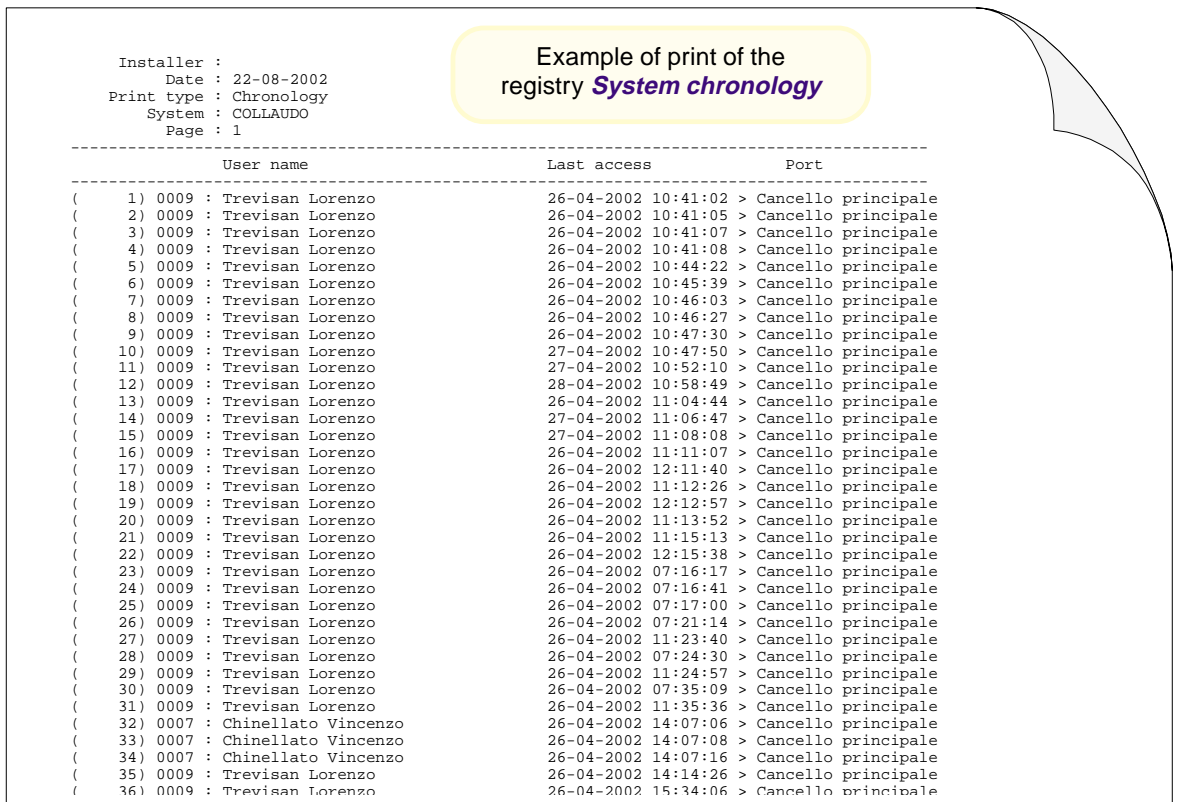 Example of print of the
registry System chronology
Installer :
Date : 22-08-2002
Print type : Chronology
System : COLLAUDO
Page : 1
------------------------------------------------------------------------------------------
User name Last access Port
------------------------------------------------------------------------------------------
( 1) 0009 : Trevisan Lorenzo 26-04-2002 10:41:02 > Cancello principale
( 2) 0009 : Trevisan Lorenzo 26-04-2002 10:41:05 > Cancello principale
( 3) 0009 : Trevisan Lorenzo 26-04-2002 10:41:07 > Cancello principale
( 4) 0009 : Trevisan Lorenzo 26-04-2002 10:41:08 > Cancello principale
( 5) 0009 : Trevisan Lorenzo 26-04-2002 10:44:22 > Cancello principale
( 6) 0009 : Trevisan Lorenzo 26-04-2002 10:45:39 > Cancello principale
( 7) 0009 : Trevisan Lorenzo 26-04-2002 10:46:03 > Cancello principale
( 8) 0009 : Trevisan Lorenzo 26-04-2002 10:46:27 > Cancello principale
( 9) 0009 : Trevisan Lorenzo 26-04-2002 10:47:30 > Cancello principale
( 10) 0009 : Trevisan Lorenzo 27-04-2002 10:47:50 > Cancello principale
( 11) 0009 : Trevisan Lorenzo 27-04-2002 10:52:10 > Cancello principale
( 12) 0009 : Trevisan Lorenzo 28-04-2002 10:58:49 > Cancello principale
( 13) 0009 : Trevisan Lorenzo 26-04-2002 11:04:44 > Cancello principale
( 14) 0009 : Trevisan Lorenzo 27-04-2002 11:06:47 > Cancello principale
( 15) 0009 : Trevisan Lorenzo 27-04-2002 11:08:08 > Cancello principale
( 16) 0009 : Trevisan Lorenzo 26-04-2002 11:11:07 > Cancello principale
( 17) 0009 : Trevisan Lorenzo 26-04-2002 12:11:40 > Cancello principale
( 18) 0009 : Trevisan Lorenzo 26-04-2002 11:12:26 > Cancello principale
( 19) 0009 : Trevisan Lorenzo 26-04-2002 12:12:57 > Cancello principale
( 20) 0009 : Trevisan Lorenzo 26-04-2002 11:13:52 > Cancello principale
( 21) 0009 : Trevisan Lorenzo 26-04-2002 11:15:13 > Cancello principale
( 22) 0009 : Trevisan Lorenzo 26-04-2002 12:15:38 > Cancello principale
( 23) 0009 : Trevisan Lorenzo 26-04-2002 07:16:17 > Cancello principale
( 24) 0009 : Trevisan Lorenzo 26-04-2002 07:16:41 > Cancello principale
( 25) 0009 : Trevisan Lorenzo 26-04-2002 07:17:00 > Cancello principale
( 26) 0009 : Trevisan Lorenzo 26-04-2002 07:21:14 > Cancello principale
( 27) 0009 : Trevisan Lorenzo 26-04-2002 11:23:40 > Cancello principale
( 28) 0009 : Trevisan Lorenzo 26-04-2002 07:24:30 > Cancello principale
( 29) 0009 : Trevisan Lorenzo 26-04-2002 11:24:57 > Cancello principale
( 30) 0009 : Trevisan Lorenzo 26-04-2002 07:35:09 > Cancello principale
( 31) 0009 : Trevisan Lorenzo 26-04-2002 11:35:36 > Cancello principale
( 32) 0007 : Chinellato Vincenzo 26-04-2002 14:07:06 > Cancello principale
( 33) 0007 : Chinellato Vincenzo 26-04-2002 14:07:08 > Cancello principale
( 34) 0007 : Chinellato Vincenzo 26-04-2002 14:07:16 > Cancello principale
( 35) 0009 : Trevisan Lorenzo 26-04-2002 14:14:26 > Cancello principale
( 36) 0009 : Trevisan Lorenzo 26-04-2002 15:34:06 > Cancello principale